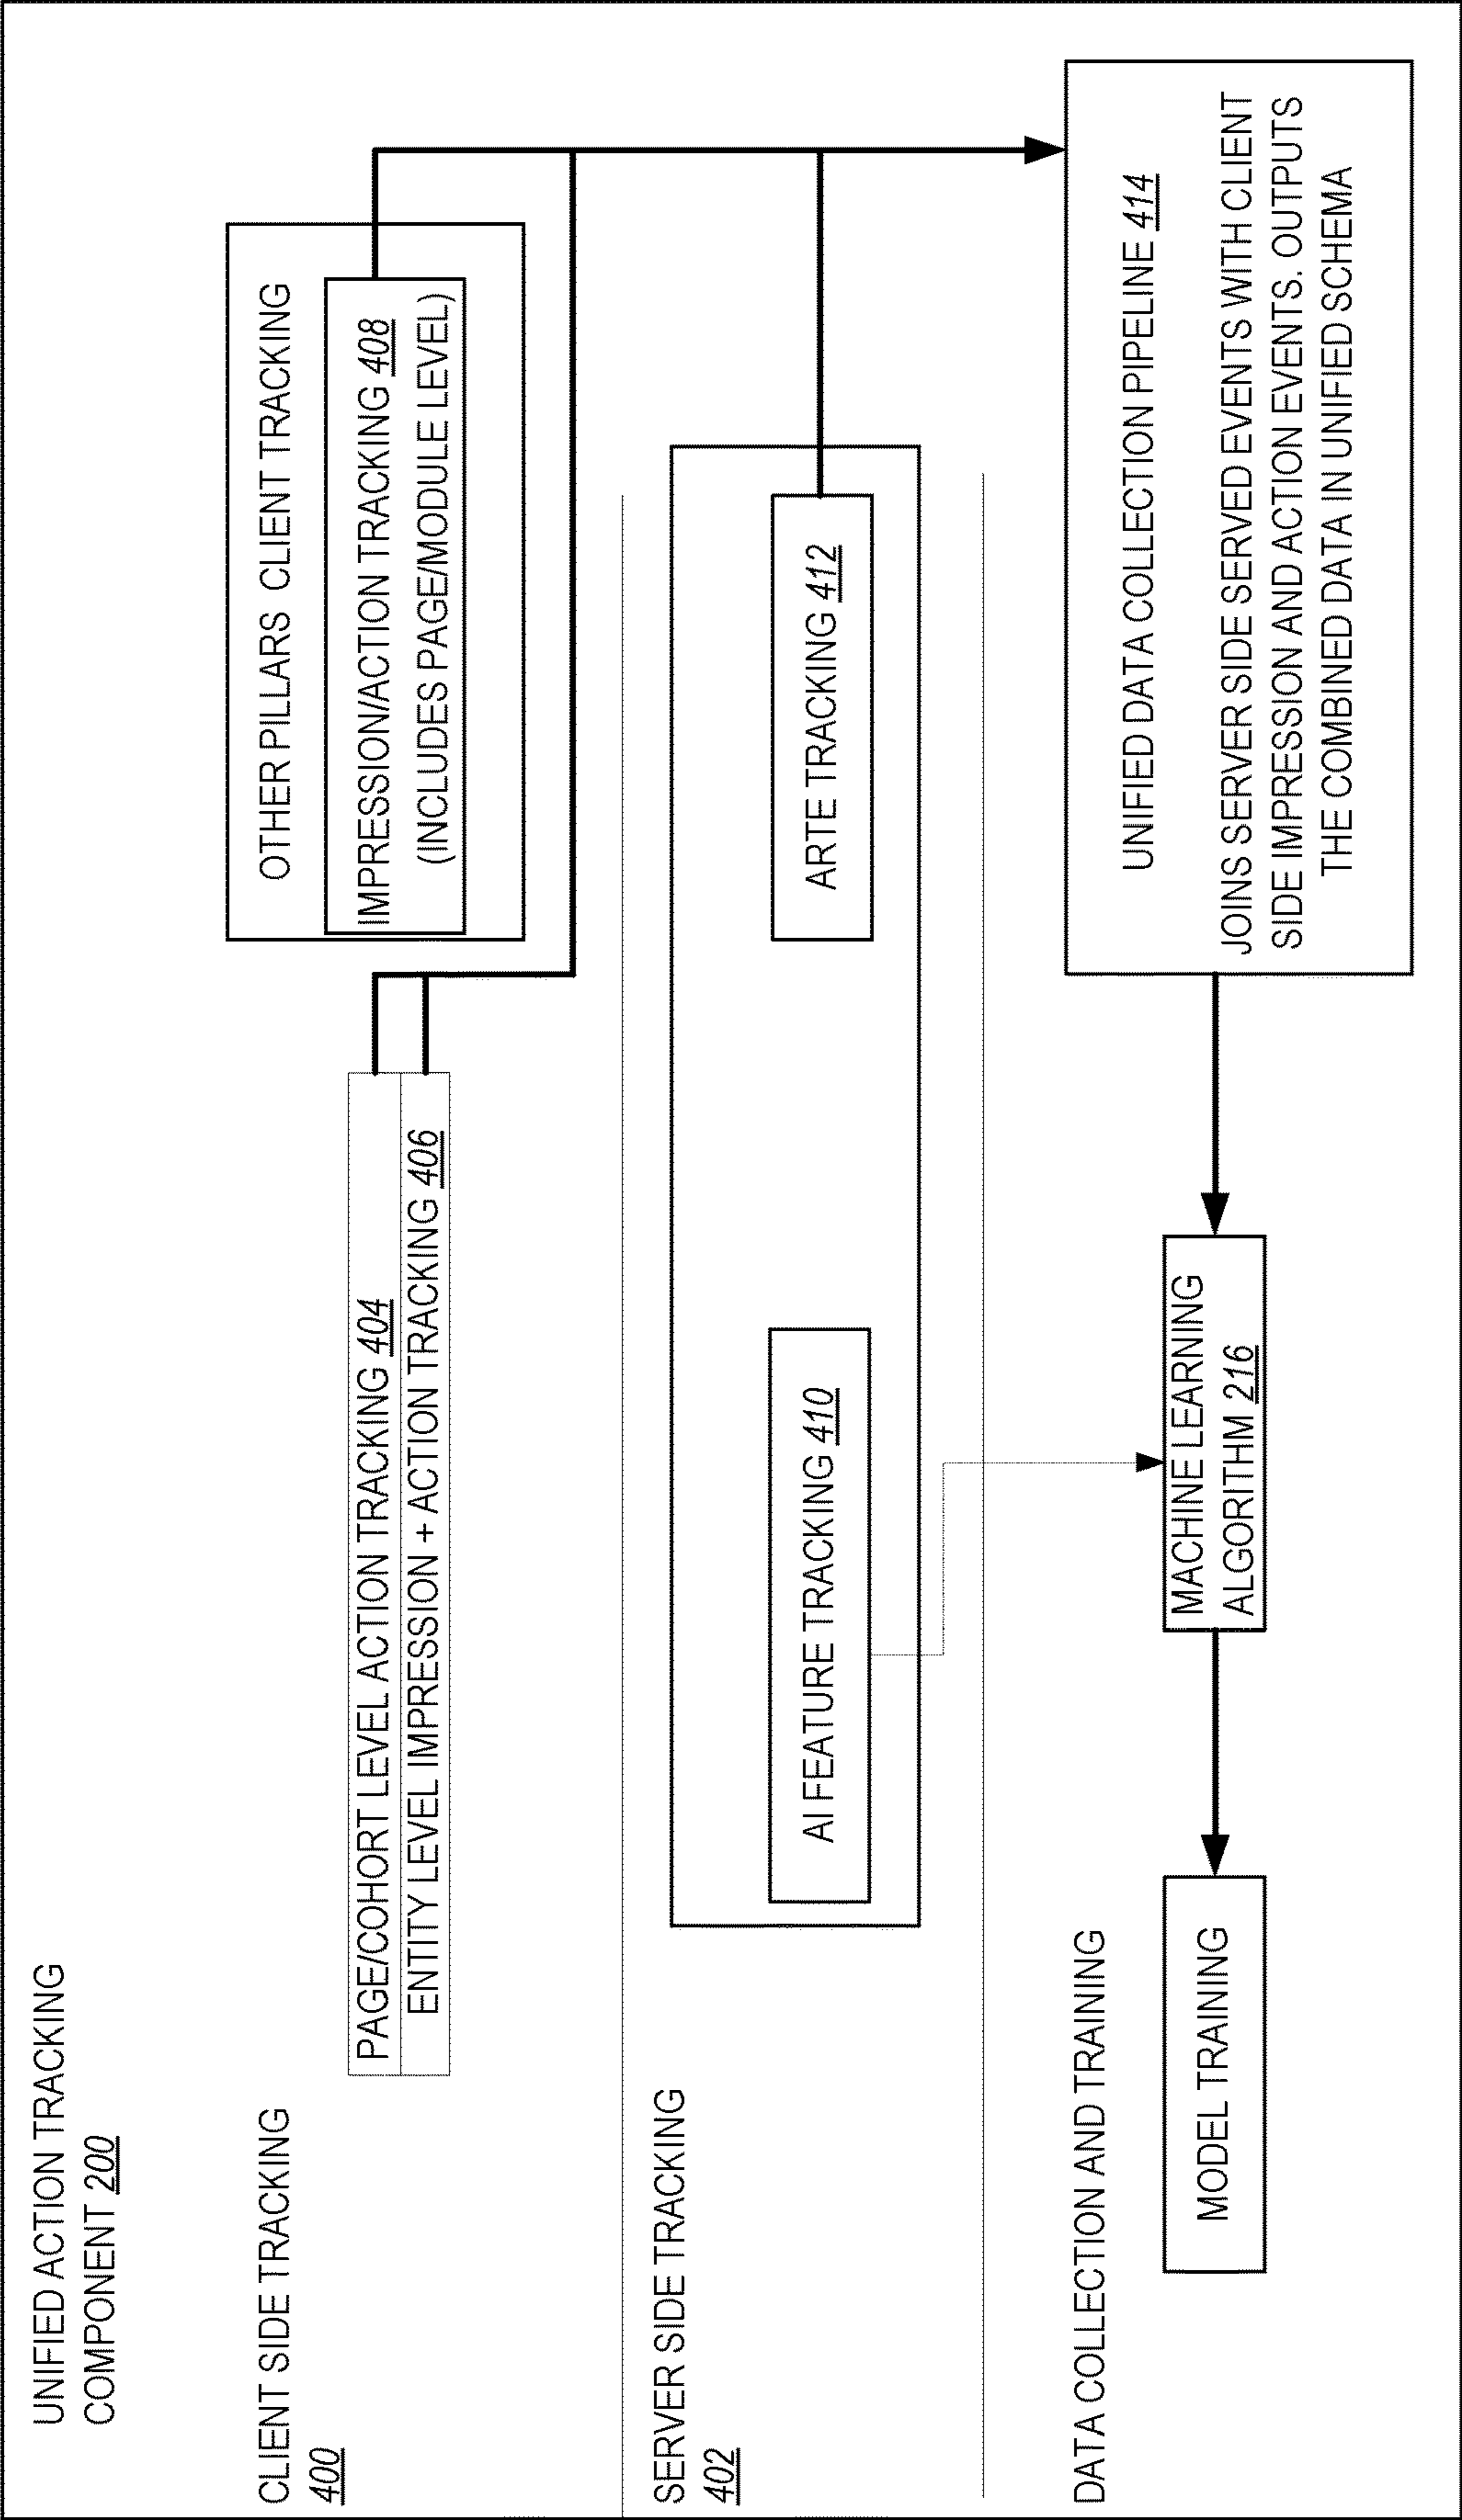 UNIFIED ACTION TRACKING
COMPONENT 200
CLIENT SIDE TRACKING
400
PAGE/COHORT LEVEL ACTION TRACKING 404
ENTITY LEVEL IMPRESSION + ACTION TRACKING 406
OTHER PILLARS CLIENT TRACKING
IMPRESSION/ACTION TRACKING 408
(INCLUDES PAGE/MODULE LEVEL)
SERVER SIDE TRACKING
402
AI FEATURE TRACKING 410
ARTE TRACKING 412
DATA COLLECTION AND TRAINING
MODEL TRAINING
MACHINE LEARNING
ALGORITHM 216
UNIFIED DATA COLLECTION PIPELINE 414
JOINS SERVER SIDE SERVED EVENTS WITH CLIENT
SIDE IMPRESSION AND ACTION EVENTS. OUTPUTS
THE COMBINED DATA IN UNIFIED SCHEMA